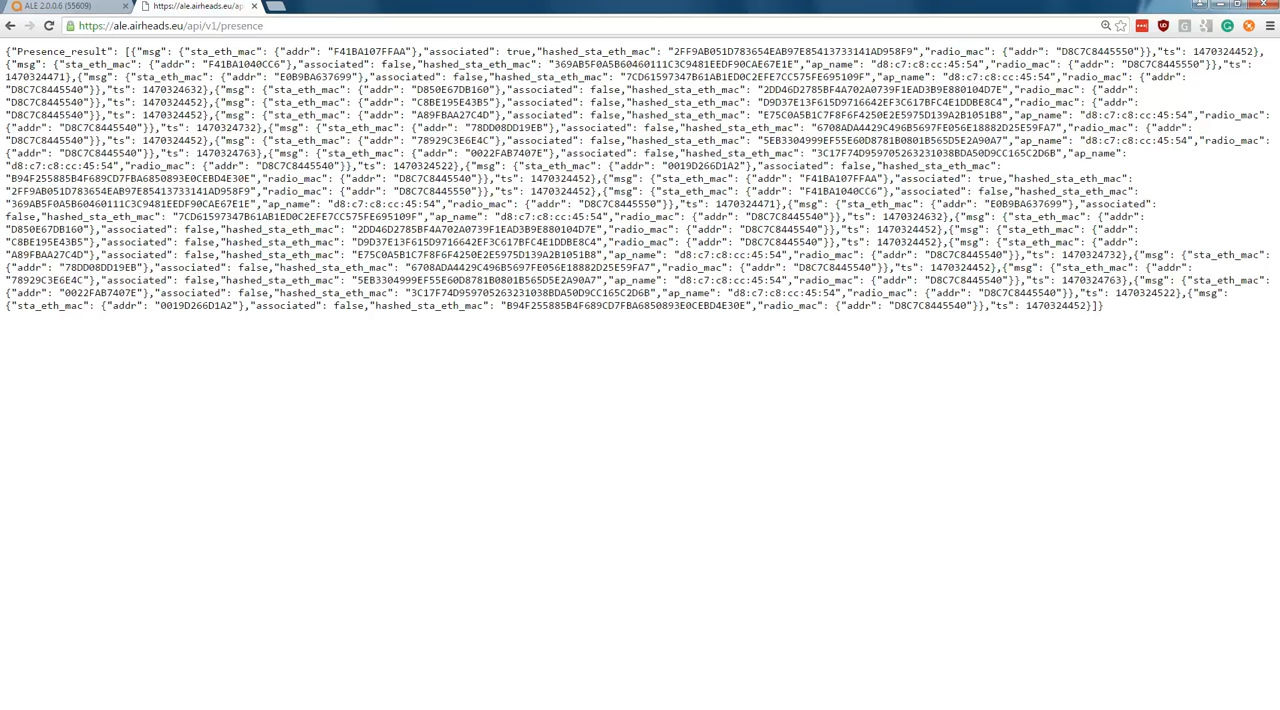 ALE 2.0.0.6 (55609)
https://ale.airheads.eu/ap
https://ale.airheads.eu/api/v1/presence
{"Presence_result": [{"msg": {"sta_eth_mac": {"addr": "F41BA107FFAA"},"associated": true,"hashed_sta_eth_mac": "2FF9AB051D783654EAB97E85413733141AD958F9","radio_mac": {"addr": "D8C7C8445550"}},"ts": 1470324452},
{"msg": {"sta_eth_mac": {"addr": "F41BA1040CC6"},"associated": false,"hashed_sta_eth_mac": "369AB5F0A5B60460111C3C9481EEDF90CAE67E1E","ap_name": "d8:c7:c8:cc:45:54","radio_mac": {"addr": "D8C7C8445550"}},"ts":
1470324471},{"msg": {"sta_eth_mac": {"addr": "E0B9BA637699"},"associated": false,"hashed_sta_eth_mac": "7CD61597347B61AB1ED0C2EFE7CC575FE695109F","ap_name": "d8:c7:c8:cc:45:54","radio_mac": {"addr":
"D8C7C8445540"}},"ts": 1470324632},{"msg": {"sta_eth_mac": {"addr": "D850E67DB160"},"associated": false,"hashed_sta_eth_mac": "2DD46D2785BF4A702A0739F1EAD3B9E880104D7E","radio_mac": {"addr":
"D8C7C8445540"}},"ts": 1470324452},{"msg": {"sta_eth_mac": {"addr": "C8BE195E43B5"},"associated": false,"hashed_sta_eth_mac": "D9D37E13F615D9716642EF3C617BFC4E1DDBE8C4","radio_mac": {"addr":
"D8C7C8445540"}},"ts": 1470324452},{"msg": {"sta_eth_mac": {"addr": "A89FBAA27C4D"},"associated": false,"hashed_sta_eth_mac": "E75C0A5B1C7F8F6F4250E2E5975D139A2B1051B8","ap_name": "d8:c7:c8:cc:45:54","radio_mac":
{"addr": "D8C7C8445540"}},"ts": 1470324732},{"msg": {"sta_eth_mac": {"addr": "78DD08DD19EB"},"associated": false,"hashed_sta_eth_mac": "6708ADA4429C496B5697FE056E18882D25E59FA7","radio_mac": {"addr":
"D8C7C8445540"}},"ts": 1470324452},{"msg": {"sta_eth_mac": {"addr": "78929C3E6E4C"},"associated": false,"hashed_sta_eth_mac": "5EB3304999EF55E60D8781B0801B565D5D51CEA7","ap_name": "d8:c7:c8:cc:45:54","radio_mac":
{"addr": "D8C7C8445540"}},"ts": 1470324763},{"msg": {"sta_eth_mac": {"addr": "0022FAB7407E"},"associated": false,"hashed_sta_eth_mac": "3C17F74D959705263231038BDA50D9CC165C2D6B","ap_name":
"d8:c7:c8:cc:45:54","radio_mac": {"addr": "D8C7C8445540"}},"ts": 1470324522},{"msg": {"sta_eth_mac": {"addr": "0019D266D1A2"},"associated": false,"hashed_sta_eth_mac":
"B94F255885B4F689CD7FBA6850893E0CEBD4E30E","radio_mac": {"addr": "D8C7C8445540"}},"ts": 1470324452},{"msg": {"sta_eth_mac": {"addr": "F41BA107FFAA"},"associated": true,"hashed_sta_eth_mac":
"2FF9AB051D783654EAB97E85413733141AD958F9","radio_mac": {"addr": "D8C7C8445550"}},"ts": 1470324452},{"msg": {"sta_eth_mac": {"addr": "F41BA1040CC6"},"associated": false,"hashed_sta_eth_mac":
"369AB5F0A5B60460111C3C9481EEDF90CAE67E1E","ap_name": "d8:c7:c8:cc:45:54","radio_mac": {"addr": "D8C7C8445550"}},"ts": 1470324471},{"msg": {"sta_eth_mac": {"addr": "E0B9BA637699"},"associated":
false,"hashed_sta_eth_mac": "7CD61597347B61AB1ED0C2EFE7CC575FE695109F","ap_name": "d8:c7:c8:cc:45:54","radio_mac": {"addr": "D8C7C8445540"}},"ts": 1470324632},{"msg": {"sta_eth_mac": {"addr":
"D850E67DB160"},"associated": false,"hashed_sta_eth_mac": "2DD46D2785BF4A702A0739F1EAD3B9E880104D7E","radio_mac": {"addr": "D8C7C8445540"}},"ts": 1470324452},{"msg": {"sta_eth_mac": {"addr":
"C8BE195E43B5"},"associated": false,"hashed_sta_eth_mac": "D9D37E13F615D9716642EF3C617BFC4E1DDBE8C4","radio_mac": {"addr": "D8C7C8445540"}},"ts": 1470324452},{"msg": {"sta_eth_mac": {"addr":
"A89FBAA27C4D"},"associated": false,"hashed_sta_eth_mac": "E75C0A5B1C7F8F6F4250E2E5975D139A2B1051B8","ap_name": "d8:c7:c8:cc:45:54","radio_mac": {"addr": "D8C7C8445540"}},"ts": 1470324732},{"msg": {"sta_eth_mac":
{"addr": "78DD08DD19EB"},"associated": false,"hashed_sta_eth_mac": "6708ADA4429C496B5697FE056E18882D25E59FA7","radio_mac": {"addr": "D8C7C8445540"}},"ts": 1470324452},{"msg": {"sta_eth_mac": {"addr":
"78929C3E6E4C"},"associated": false,"hashed_sta_eth_mac": "5EB3304999EF55E60D8781B0801B565D5D51CEA7","ap_name": "d8:c7:c8:cc:45:54","radio_mac": {"addr": "D8C7C8445540"}},"ts": 1470324763},{"msg": {"sta_eth_mac":
{"addr": "0022FAB7407E"},"associated": false,"hashed_sta_eth_mac": "3C17F74D959705263231038BDA50D9CC165C2D6B","ap_name": "d8:c7:c8:cc:45:54","radio_mac": {"addr": "D8C7C8445540"}},"ts": 1470324522},{"msg":
{"sta_eth_mac": {"addr": "0019D266D1A2"},"associated": false,"hashed_sta_eth_mac": "B94F255885B4F689CD7FBA6850893E0CEBD4E30E","radio_mac": {"addr": "D8C7C8445540"}},"ts": 1470324452}]}